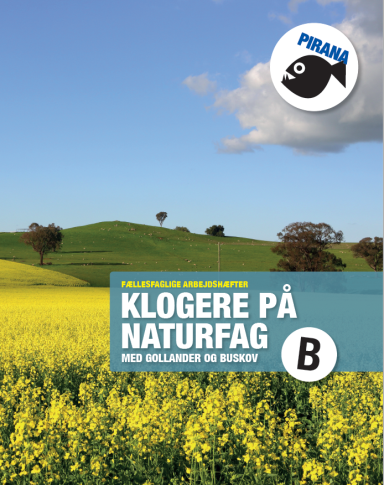 PIRANA
FÆLLESFAGLIGE ARBEJDSHÆFTER
KLOGERE PÅ
NATURFAG
MED GOLLANDER OG BUSKOV
B